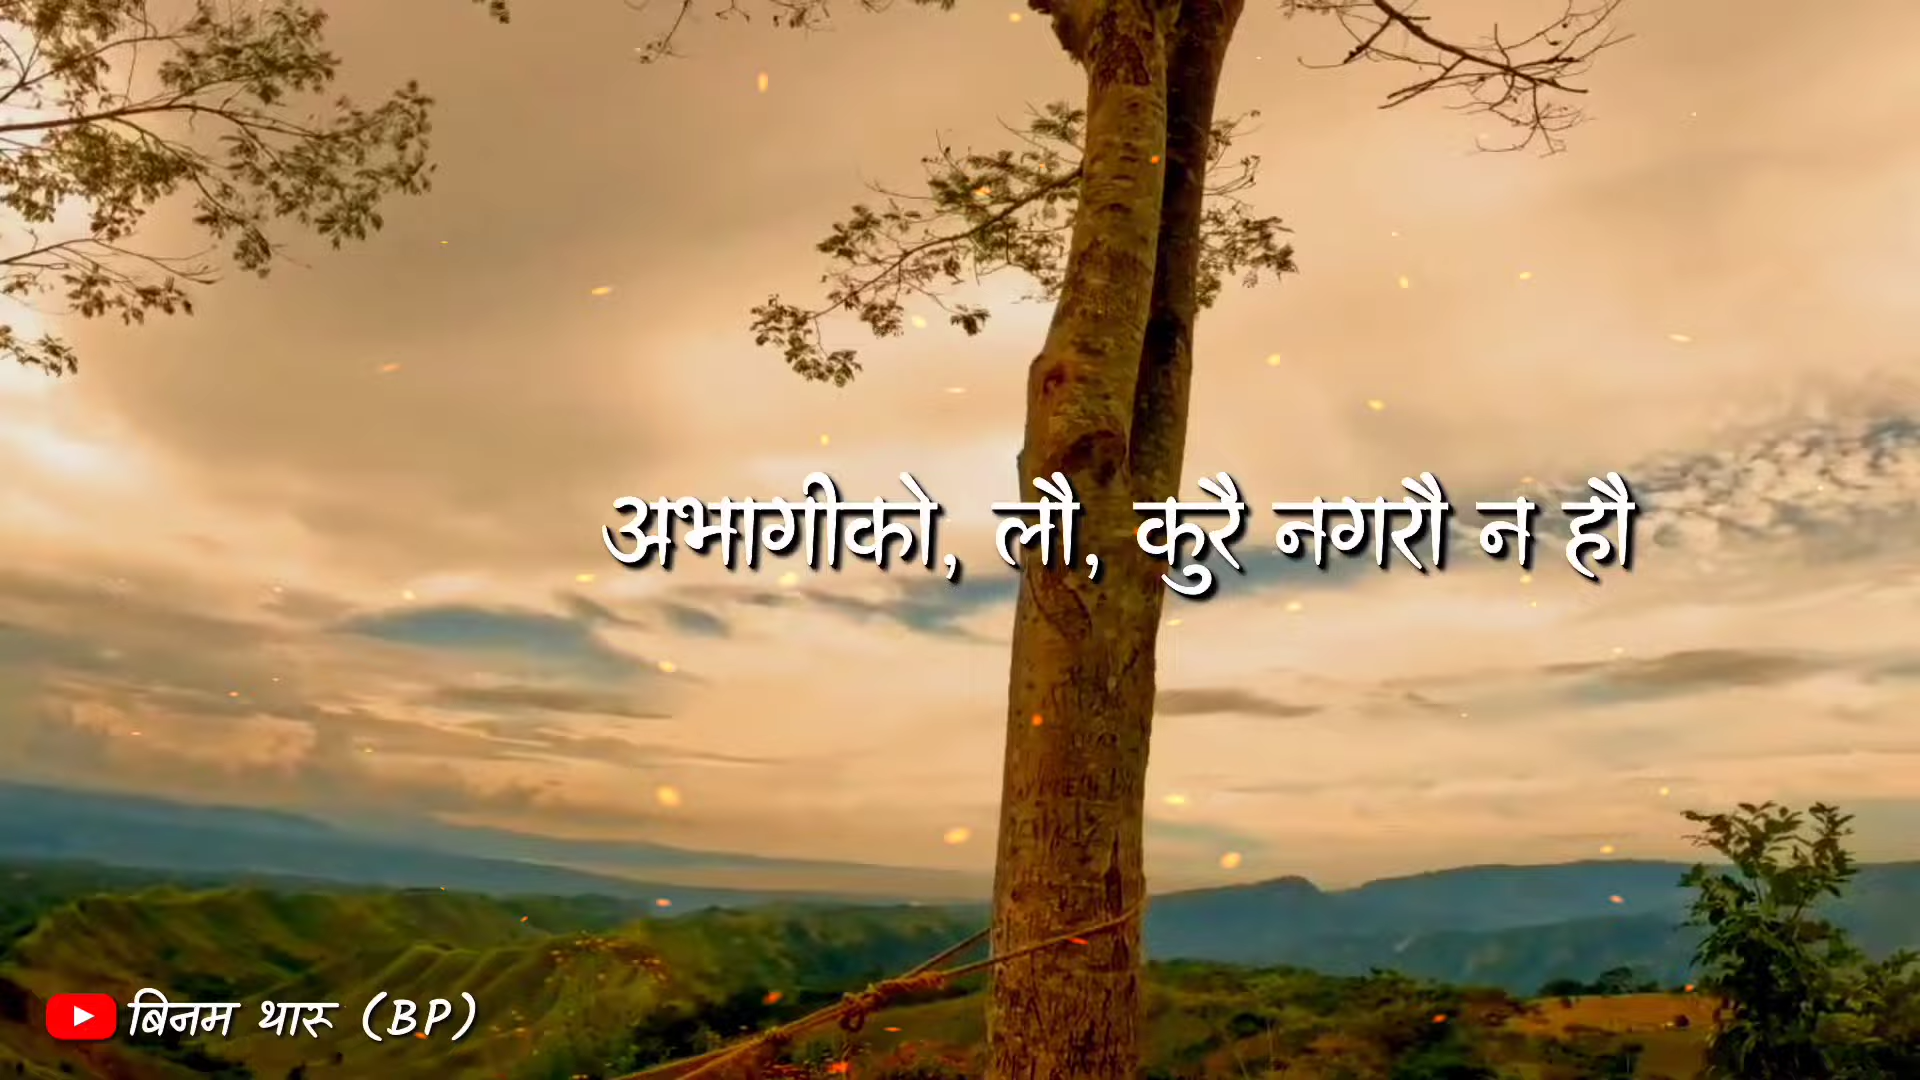 अभागीको, लौ, कुरै नगरौ न हौ
बिनम थारू (BP)